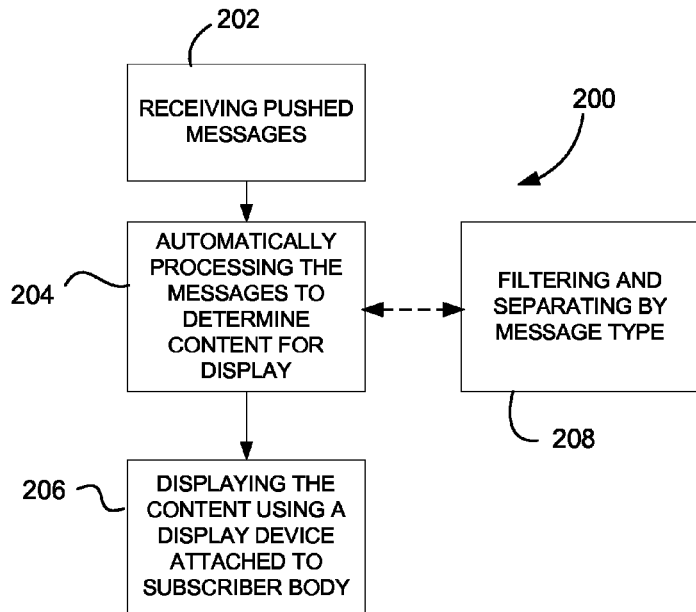 202
RECEIVING PUSHED
MESSAGES
200
AUTOMATICALLY
PROCESSING THE
MESSAGES TO
DETERMINE
CONTENT FOR
DISPLAY
204
FILTERING AND
SEPARATING BY
MESSAGE TYPE
208
206
DISPLAYING THE
CONTENT USING A
DISPLAY DEVICE
ATTACHED TO
SUBSCRIBER BODY